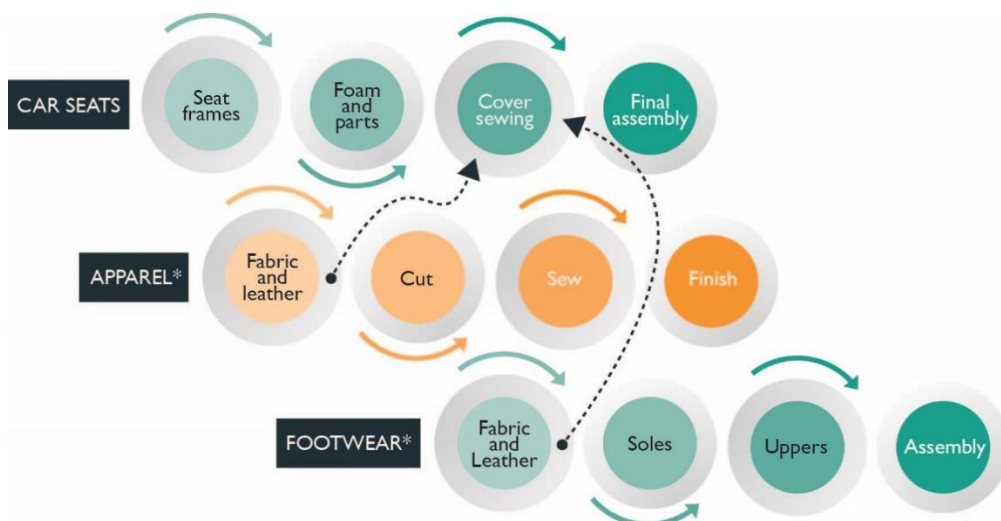 CAR SEATS
Seat
frames
Foam
and
parts
Cover
sewing
Final
assembly
APPAREL*
Fabric
and
leather
Cut
Sew
Finish
FOOTWEAR*
Fabric
and
Leather
Soles
Uppers
Assembly